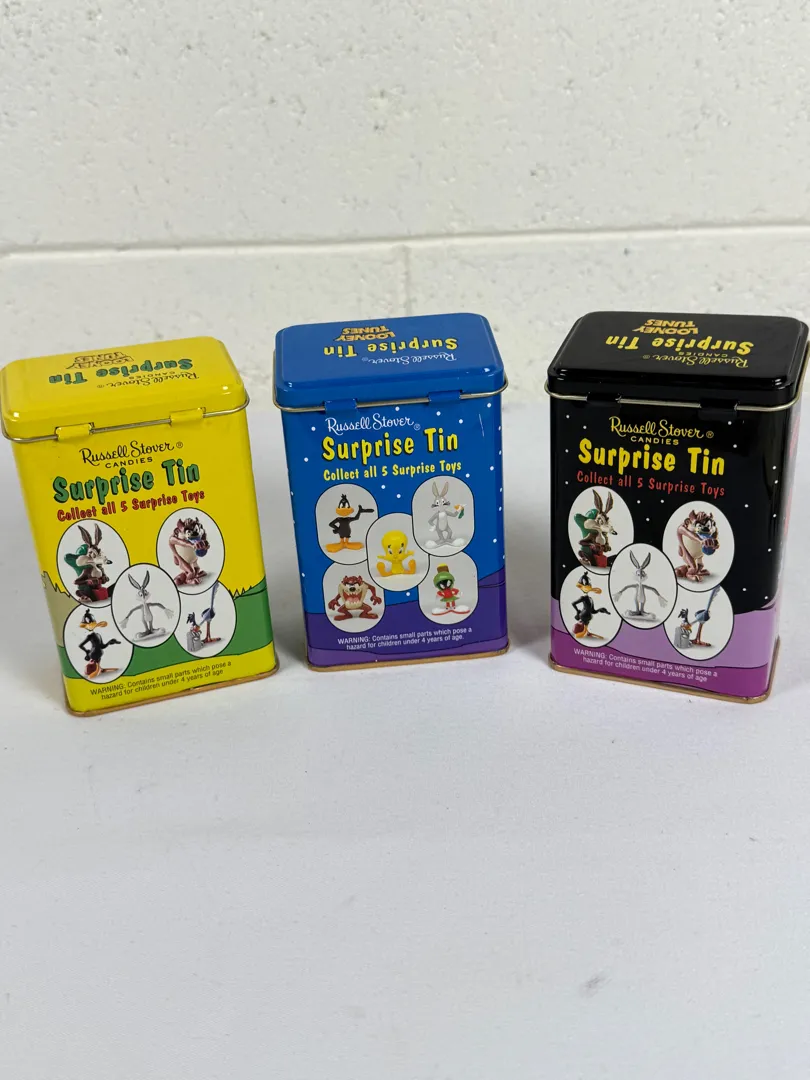 Russell Stover®
CANDIES
Surprise Tin
LOONEY
TUNES
Russell Stover®
CANDIES
Surprise Tin
Collect all 5 Surprise Toys
WARNING: Contains small parts which pose a
hazard for children under 4 years of age
Russell Stover®
Surprise Tin
LOONEY
TUNES
Russell Stover®
Surprise Tin
Collect all 5 Surprise Toys
WARNING: Contains small parts which pose a
hazard for children under 4 years of age.
Russell Stover®
CANDIES
Surprise Tin
LOONEY
TUNES
Russell Stover®
CANDIES
Surprise Tin
Collect all 5 Surprise Toys
WARNING: Contains small parts which pose a
hazard for children under 4 years of age